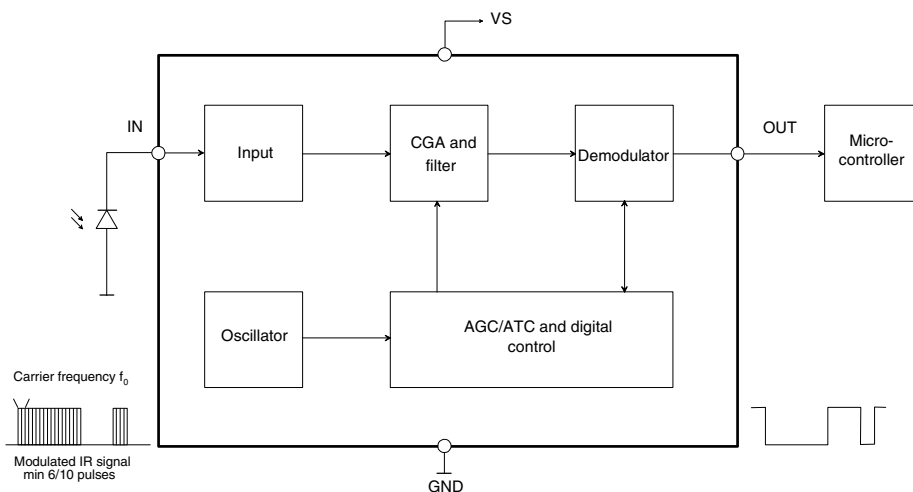 VS
IN
Input
CGA and
filter
Demodulator
OUT
Micro-
controller
Oscillator
AGC/ATC and digital
control
Carrier frequency f0
Modulated IR signal
min 6/10 pulses
GND